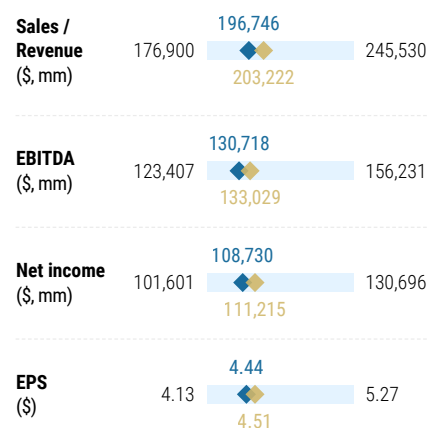 196,746
Sales /
Revenue 176,900 245,530
($, mm) 203,222
130,718
EBITDA 123,407 156,231
($, mm) 133,029
108,730
Net income 101,601 130,696
($, mm) 111,215
4.44
EPS 4.13 5.27
($) 4.51